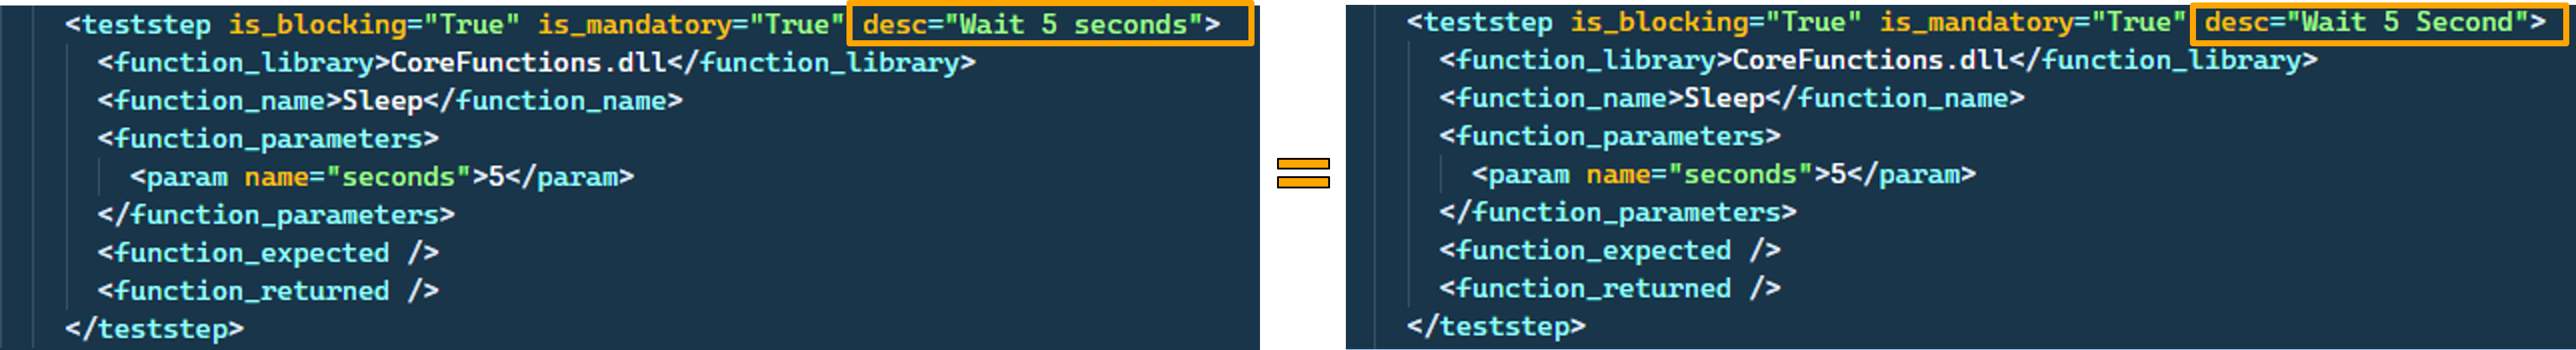 <teststep is_blocking="True" is_mandatory="True" desc="Wait 5 seconds">
<function_library>CoreFunctions.dll</function_library>
<function_name>Sleep</function_name>
<function_parameters>
<param name="seconds">5</param>
</function_parameters>
<function_expected />
<function_returned />
</teststep>
=
<teststep is_blocking="True" is_mandatory="True" desc="Wait 5 Second">
<function_library>CoreFunctions.dll</function_library>
<function_name>Sleep</function_name>
<function_parameters>
<param name="seconds">5</param>
</function_parameters>
<function_expected />
<function_returned />
</teststep>